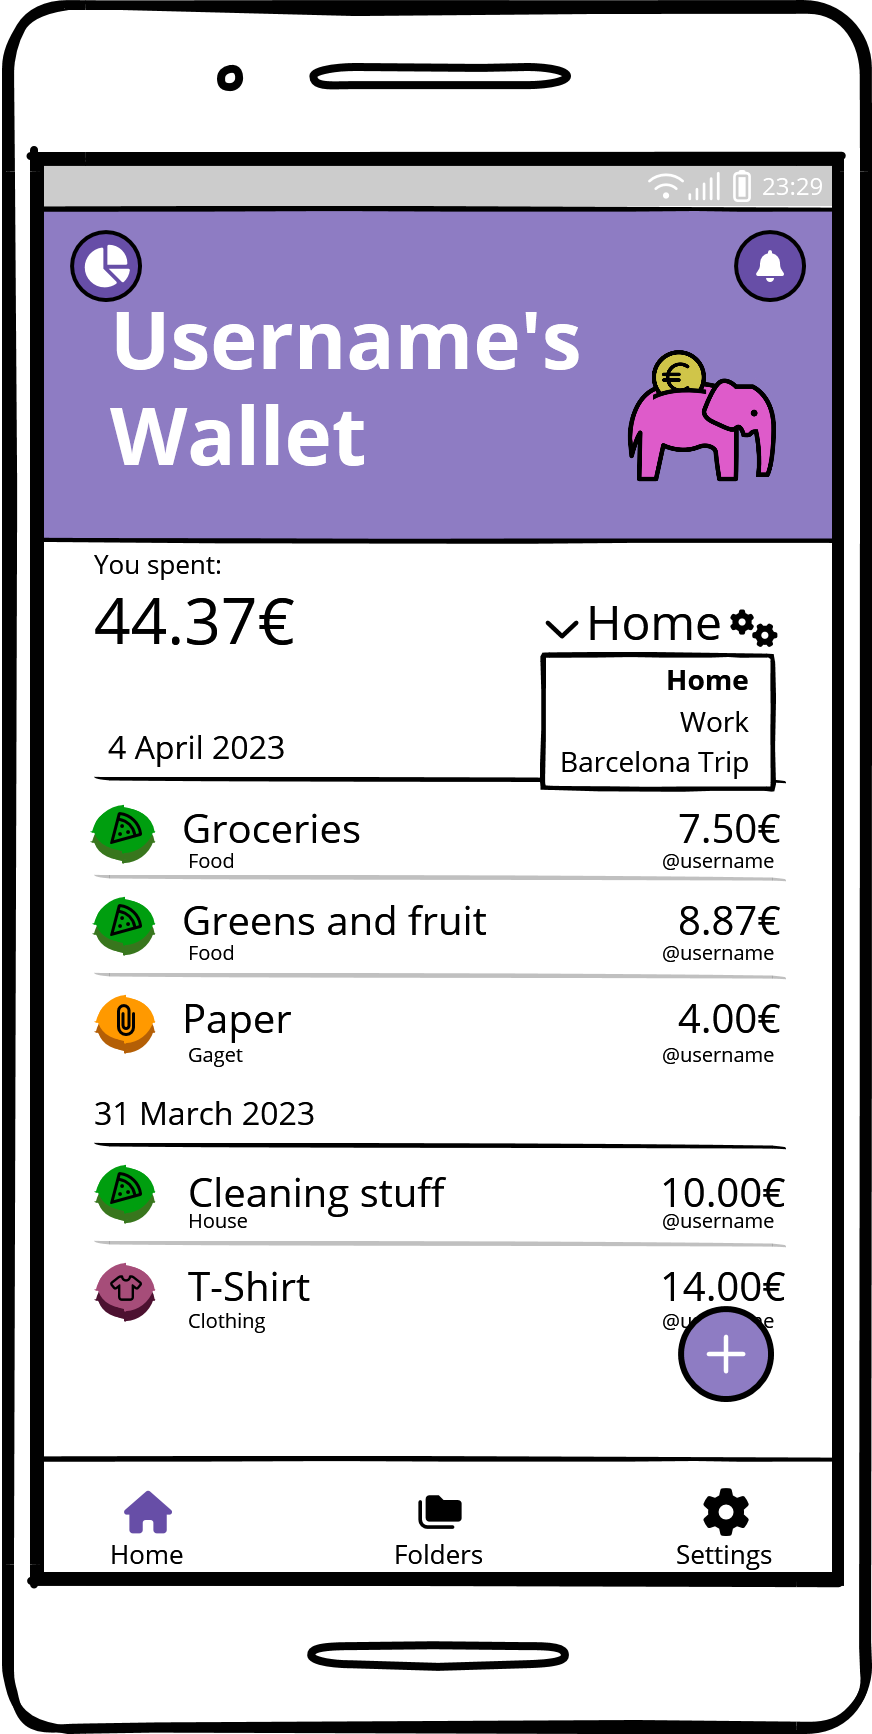 23:29
Username's
Wallet
You spent:
44.37€
Home
Home
Work
Barcelona Trip
4 April 2023
Groceries 7.50€
Food @username
Greens and fruit 8.87€
Food @username
Paper 4.00€
Gaget @username
31 March 2023
Cleaning stuff 10.00€
House @username
T-Shirt 14.00€
Clothing
Home Folders Settings